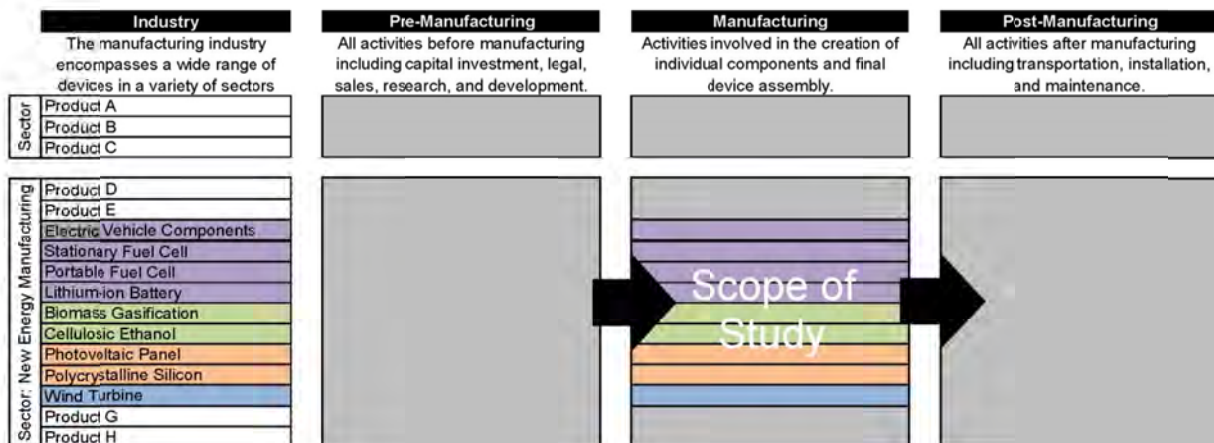 Industry
The manufacturing industry
encompasses a wide range of
devices in a variety of sectors
Pre-Manufacturing
All activities before manufacturing
including capital investment, legal,
sales, research, and development.
Manufacturing
Activities involved in the creation of
individual components and final
device assembly.
Post-Manufacturing
All activities after manufacturing
including transportation, installation,
and maintenance.
Sector
Product A
Product B
Product C
Sector: New Energy Manufacturing
Product D
Product E
Electric Vehicle Components
Stationary Fuel Cell
Portable Fuel Cell
Lithium-ion Battery
Biomass Gasification
Cellulosic Ethanol
Photovoltaic Panel
Polycrystalline Silicon
Wind Turbine
Product G
Product H
Scope of
Study